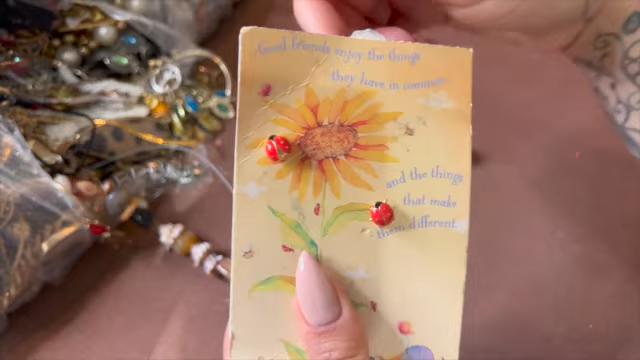 Good friends enjoy the things
they have in common
and the things
that make
them different.